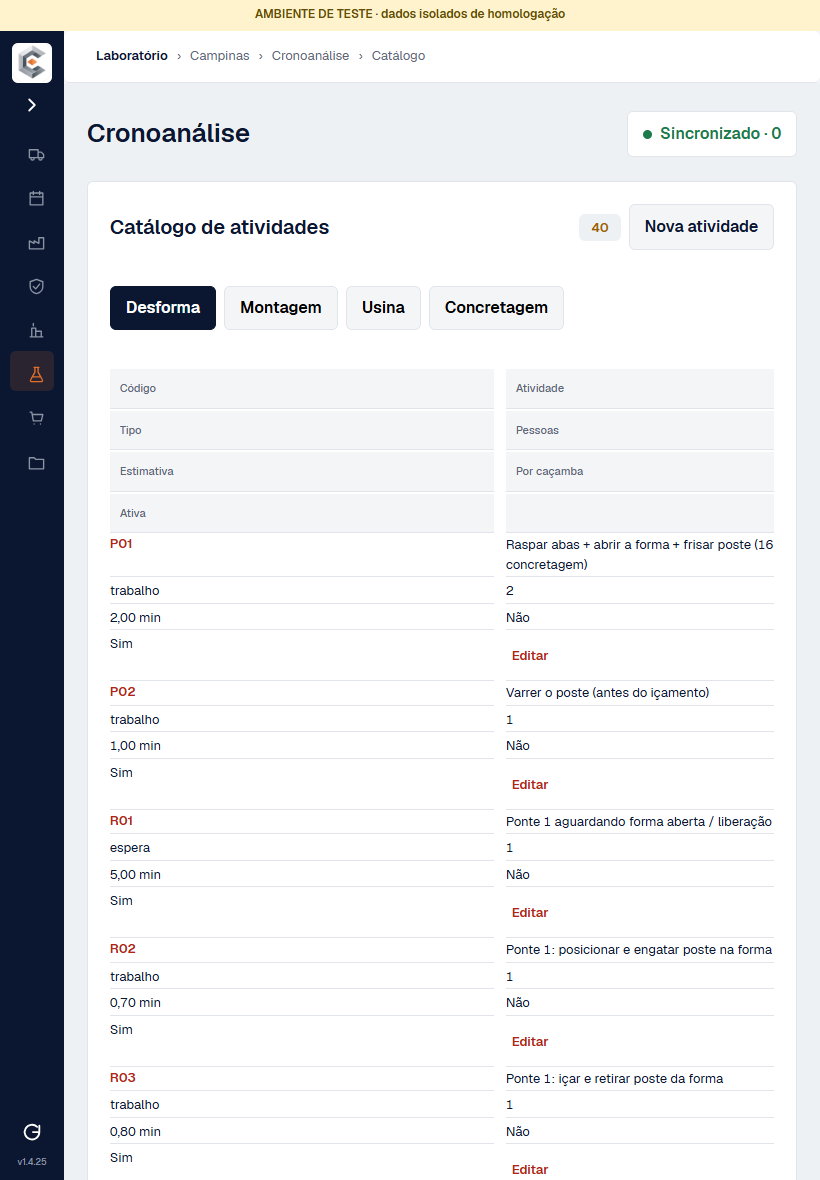 AMBIENTE DE TESTE · dados isolados de homologação
Laboratório › Campinas › Cronoanálise › Catálogo
Cronoanálise
Sincronizado · 0
Catálogo de atividades
40
Nova atividade
Desforma
Montagem
Usina
Concretagem
Código
Atividade
Tipo
Pessoas
Estimativa
Por caçamba
Ativa
P01
Raspar abas + abrir a forma + frisar poste (16
concretagem)
trabalho
2
2,00 min
Não
Sim
Editar
P02
Varrer o poste (antes do içamento)
trabalho
1
1,00 min
Não
Sim
Editar
R01
Ponte 1 aguardando forma aberta / liberação
espera
1
5,00 min
Não
Sim
Editar
R02
Ponte 1: posicionar e engatar poste na forma
trabalho
1
0,70 min
Não
Sim
Editar
R03
Ponte 1: içar e retirar poste da forma
trabalho
1
0,80 min
Não
Sim
Editar
v1.4.25